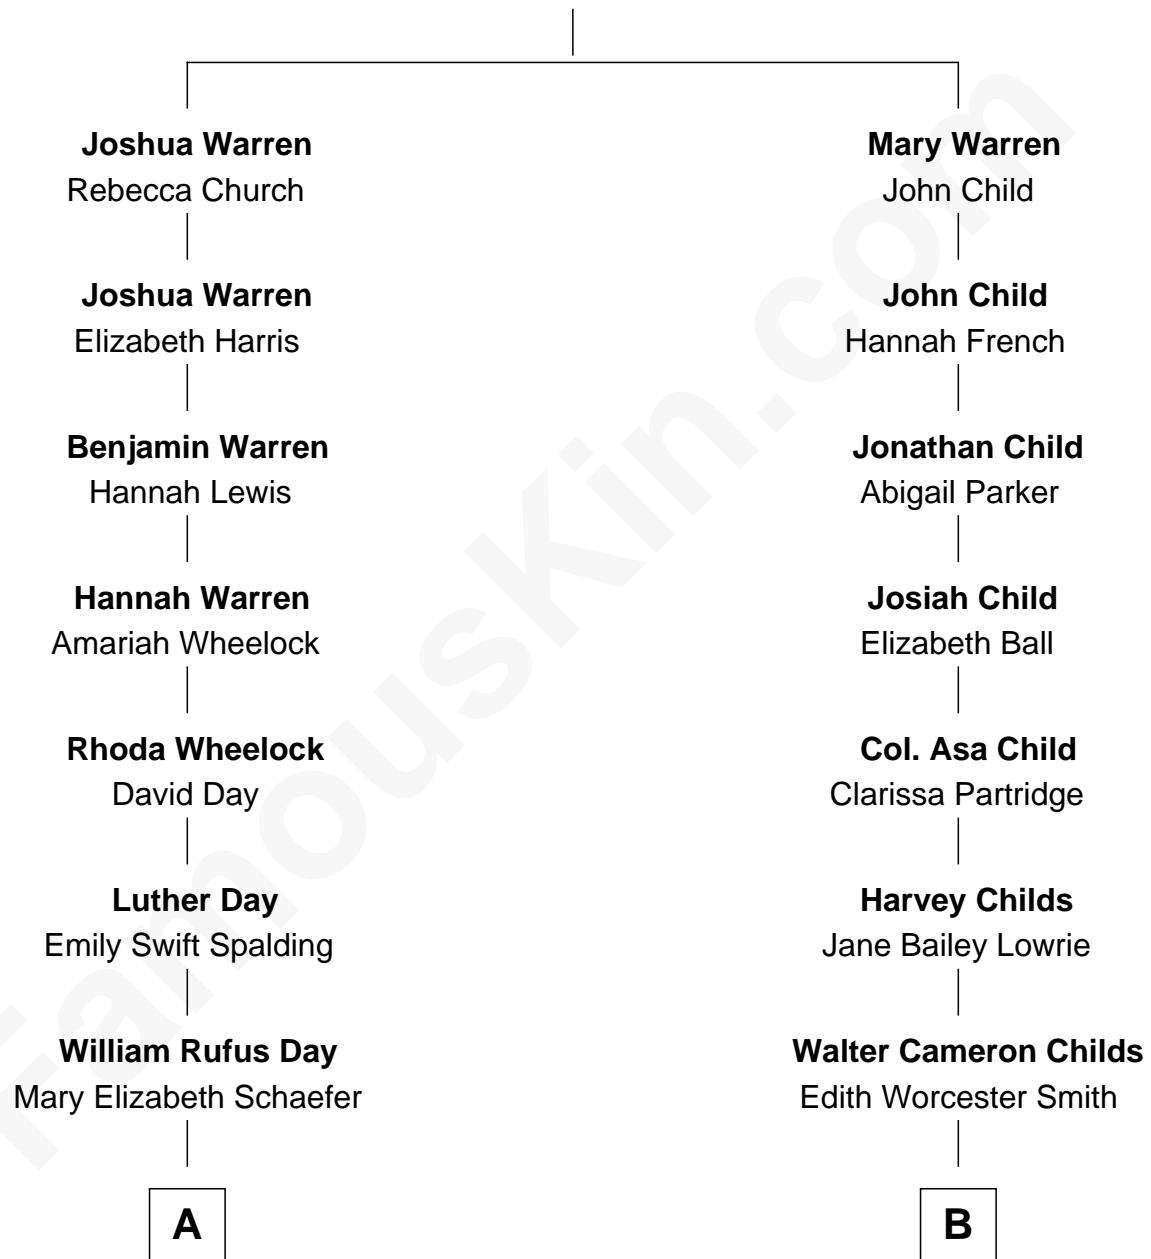 Joshua Warren
Rebecca Church
Joshua Warren
Elizabeth Harris
Benjamin Warren
Hannah Lewis
Hannah Warren
Amariah Wheelock
Rhoda Wheelock
David Day
Luther Day
Emily Swift Spalding
William Rufus Day
Mary Elizabeth Schaefer
A
Mary Warren
John Child
John Child
Hannah French
Jonathan Child
Abigail Parker
Josiah Child
Elizabeth Ball
Col. Asa Child
Clarissa Partridge
Harvey Childs
Jane Bailey Lowrie
Walter Cameron Childs
Edith Worcester Smith
B
FamousKin.com